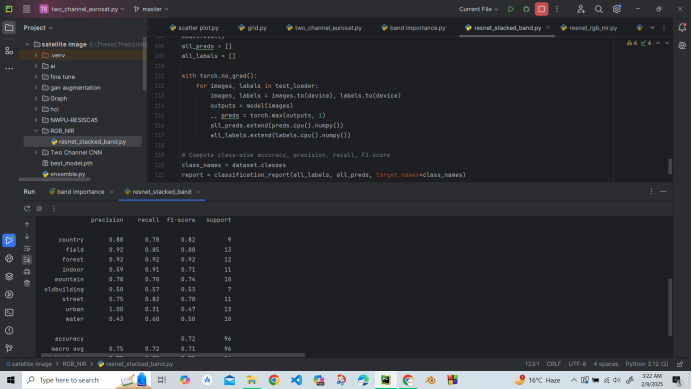 two_channel_eurosat.py
master
Current File
Project
scatter plot.py
grid.py
two_channel_eurosat.py
band importance.py
resnet_stacked_band.py
resnet_rgb_nir.py
satellite image
.venv
ai
fine tune
gan augmentation
Graph
hcl
NWPU-RESISC45
RGB_NIR
resnet_stacked_band.py
Two Channel CNN
best_model.pth
ensemble.py
4 4
109 all_preds = []
110 all_labels = []
111
112 with torch.no_grad():
113 for images, labels in test_loader:
114 images, labels = images.to(device), labels.to(device)
115 outputs = model(images)
116 _, preds = torch.max(outputs, 1)
117 all_preds.extend(preds.cpu().numpy())
118 all_labels.extend(labels.cpu().numpy())
119
120 # Compute class-wise accuracy, precision, recall, F1-score
class_names = dataset.classes
report = classification_report(all_labels, all_preds, target_names=class_names)
Run
band importance
resnet_stacked_band
precision recall f1-score support
country 0.88 0.78 0.82 9
field 0.92 0.85 0.88 13
forest 0.92 0.92 0.92 12
indoor 0.59 0.91 0.71 11
mountain 0.78 0.70 0.74 10
oldbuilding 0.50 0.57 0.53 7
street 0.75 0.82 0.78 11
urban 1.00 0.31 0.47 13
water 0.43 0.60 0.50 10
accuracy 0.72 96
macro avg 0.75 0.72 0.71 96
satellite image
RGB_NIR
resnet_stacked_band.py
123:1
CRLF
UTF-8
4 spaces
Python 3.12 (2)
Type here to search
16°C Haze
3:22 AM
2/9/2025